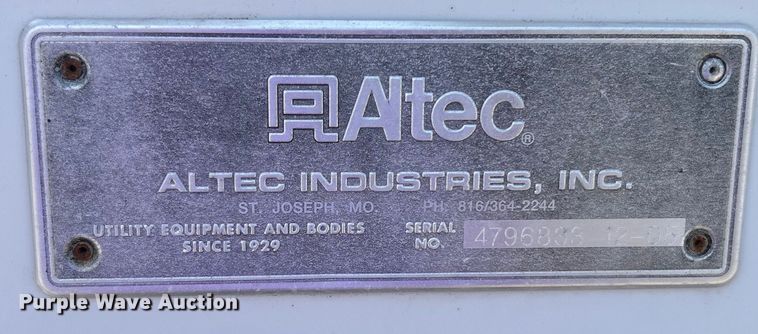 Altec®
ALTEC INDUSTRIES, INC.
ST. JOSEPH, MO. PH. 816/364-2244
UTILITY EQUIPMENT AND BODIES
SINCE 1929
SERIAL
NO.
Purple Wave Auction